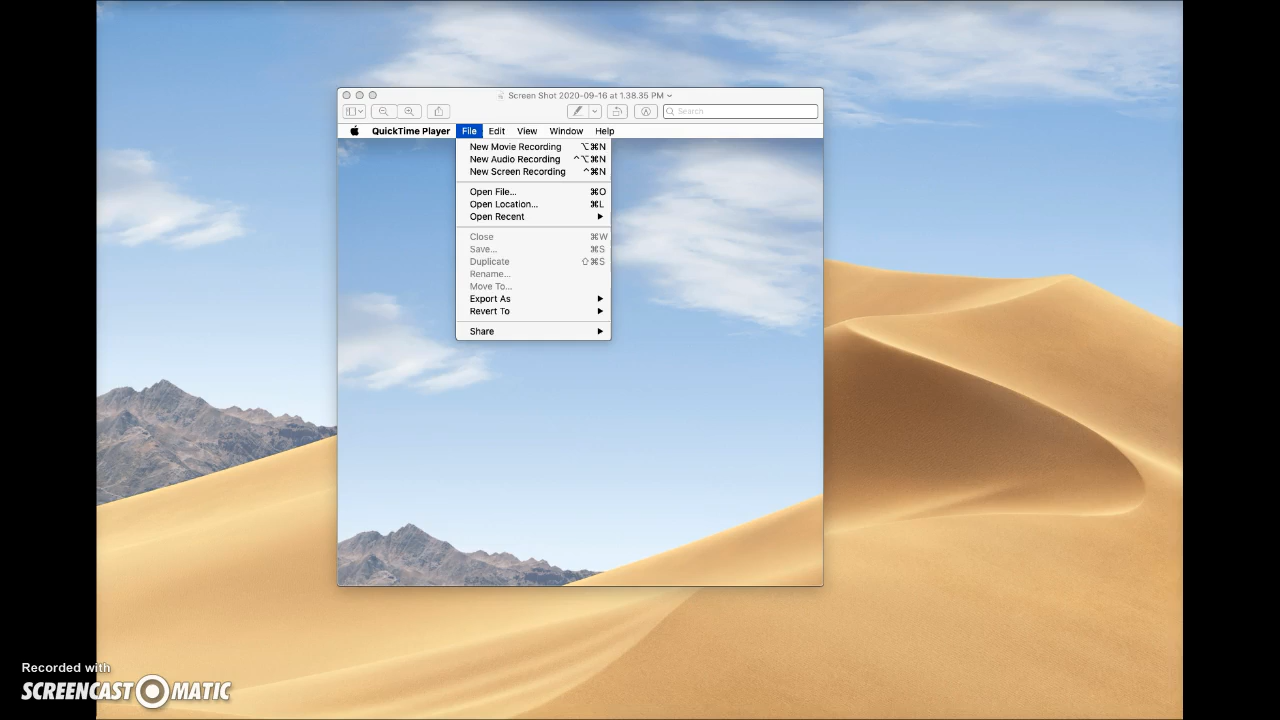 Screen Shot 2020-09-16 at 1.38.35 PM
Search
QuickTime Player File Edit View Window Help
New Movie Recording ⌥⌘N
New Audio Recording ^⌥⌘N
New Screen Recording ^⌘N
Open File... ⌘O
Open Location... ⌘L
Open Recent
Close ⌘W
Save... ⌘S
Duplicate ⇧⌘S
Rename...
Move To...
Export As
Revert To
Share
Recorded with
SCREENCAST MATIC